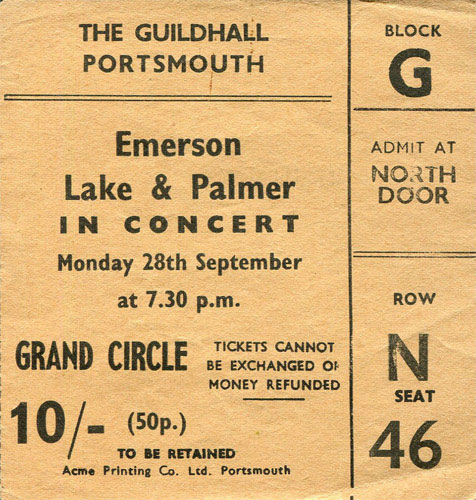 THE GUILDHALL
PORTSMOUTH
Emerson
Lake & Palmer
IN CONCERT
Monday 28th September
at 7.30 p.m.
GRAND CIRCLE
TICKETS CANNOT
BE EXCHANGED OR
MONEY REFUNDED
10/- (50p.)
TO BE RETAINED
Acme Printing Co. Ltd. Portsmouth
BLOCK
G
ADMIT AT
NORTH
DOOR
ROW
N
SEAT
46